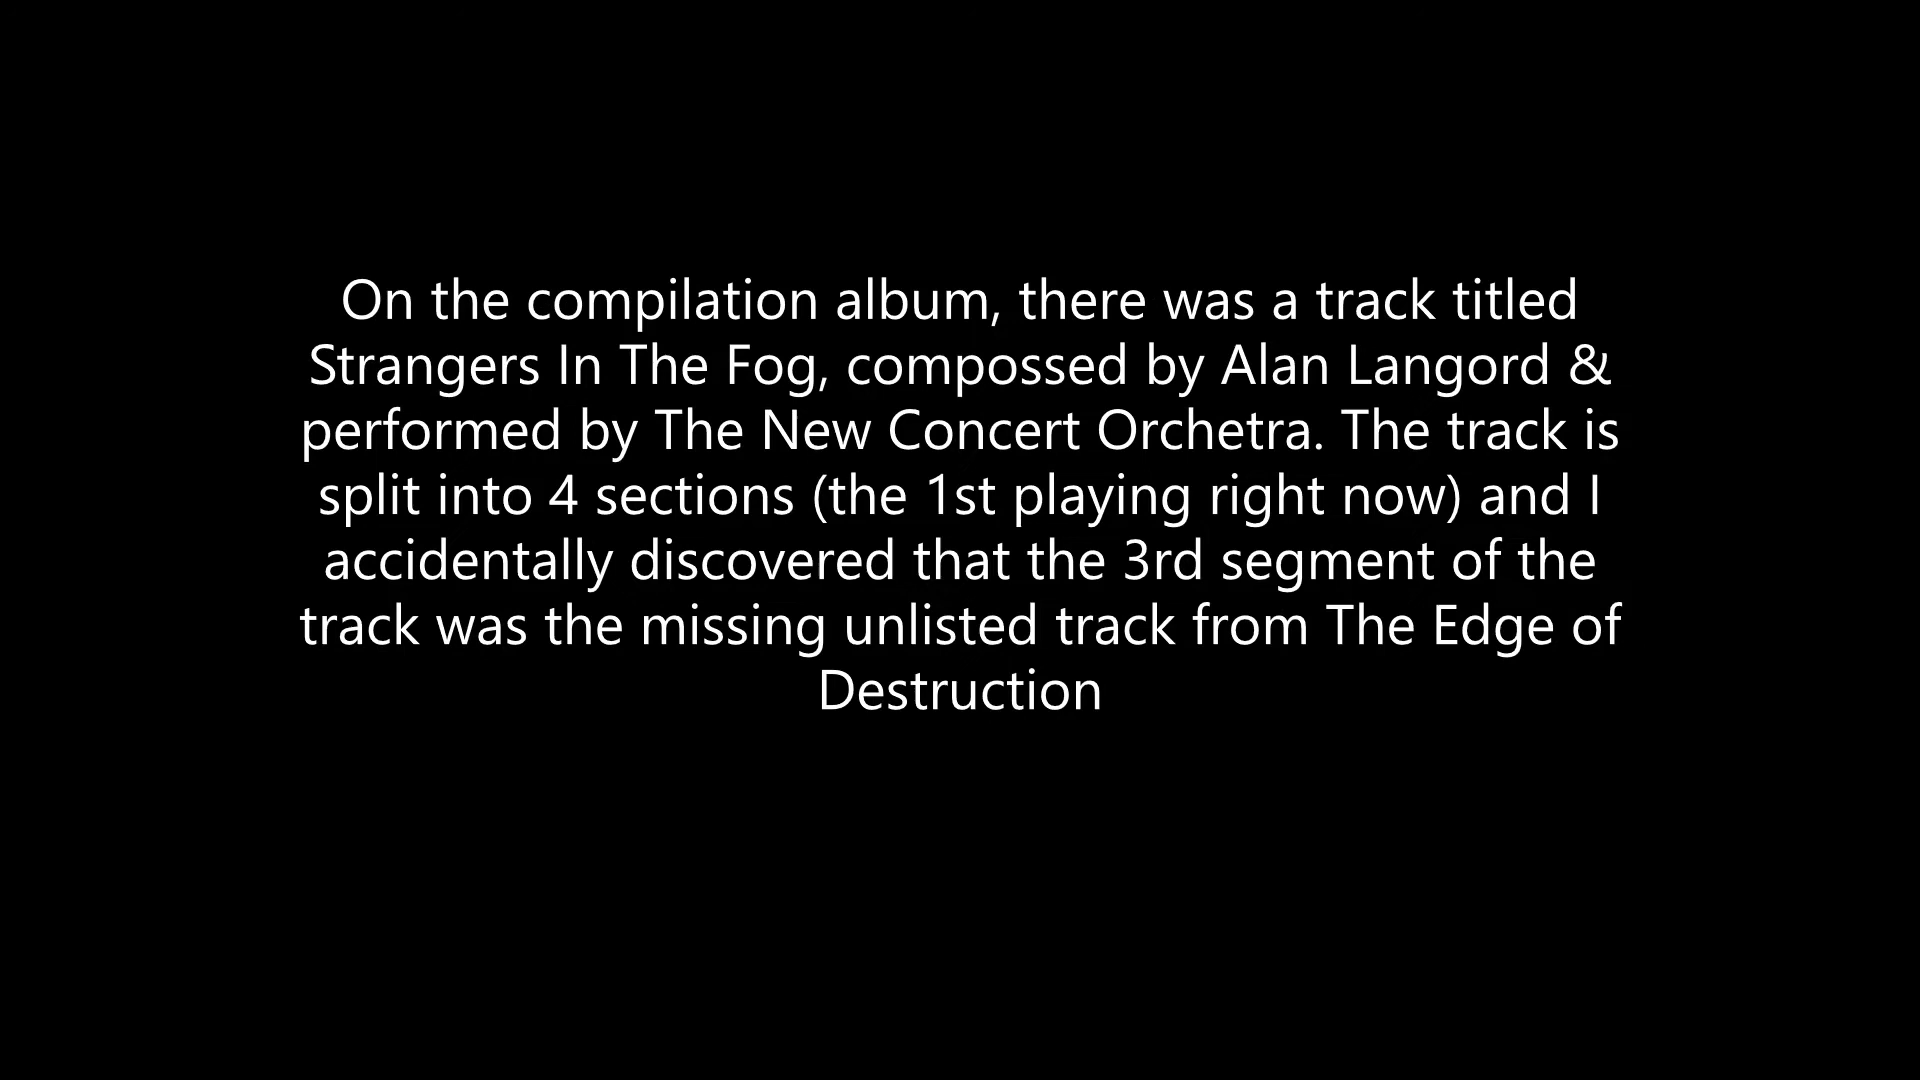 On the compilation album, there was a track titled
Strangers In The Fog, compossed by Alan Langord &
performed by The New Concert Orchetra. The track is
split into 4 sections (the 1st playing right now) and I
accidentally discovered that the 3rd segment of the
track was the missing unlisted track from The Edge of
Destruction